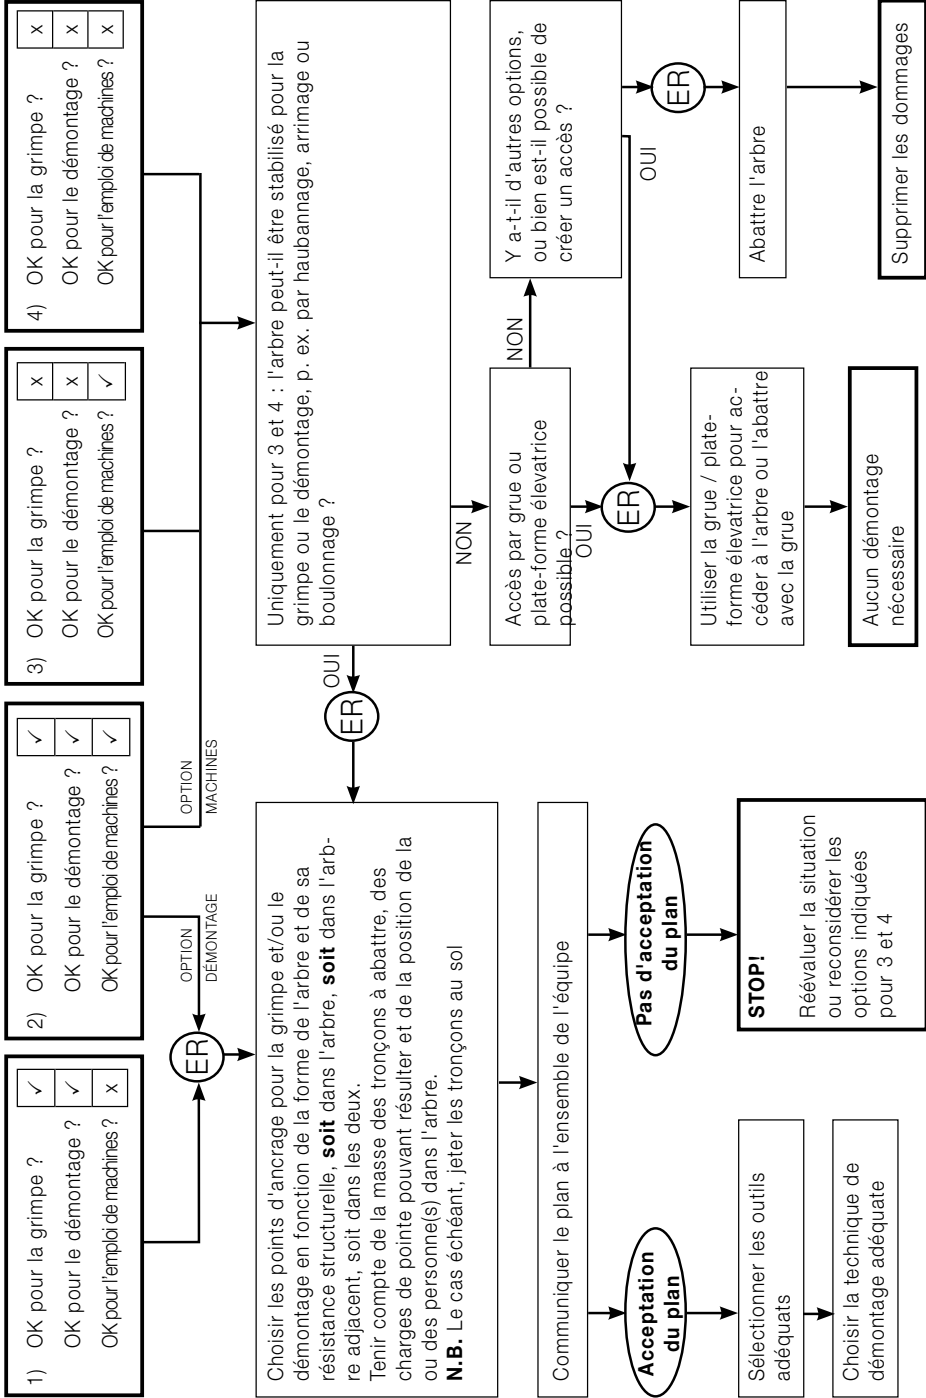 1) OK pour la grimpe ? ✓
OK pour le démontage ? ✓
OK pour l'emploi de machines ? x
2) OK pour la grimpe ? ✓
OK pour le démontage ? ✓
OK pour l'emploi de machines ? ✓
3) OK pour la grimpe ? x
OK pour le démontage ? x
OK pour l'emploi de machines ? ✓
4) OK pour la grimpe ? x
OK pour le démontage ? x
OK pour l'emploi de machines ? x
OPTION
DÉMONTAGE
OPTION
MACHINES
ER
Choisir les points d'ancrage pour la grimpe et/ou le
démontage en fonction de la forme de l'arbre et de sa
résistance structurelle, soit dans l'arbre, soit dans l'arb-
re adjacent, soit dans les deux.
Tenir compte de la masse des tronçons à abattre, des
charges de pointe pouvant résulter et de la position de la
ou des personne(s) dans l'arbre.
N.B. Le cas échéant, jeter les tronçons au sol
ER
OUI
Uniquement pour 3 et 4 : l'arbre peut-il être stabilisé pour la
grimpe ou le démontage, p. ex. par haubannage, arrimage ou
boulonnage ?
NON
Communiquer le plan à l'ensemble de l'équipe
Accès par grue ou
plate-forme élevatrice
possible ?
NON
Y a-t-il d'autres options,
ou bien est-il possible de
créer un accès ?
OUI
OUI
Acceptation
du plan
Pas d'acceptation
du plan
ER
ER
Sélectionner les outils
adéquats
STOP!
Réévaluer la situation
ou reconsidérer les
options indiquées
pour 3 et 4
Utiliser la grue / plate-
forme élevatrice pour ac-
céder à l'arbre ou l'abattre
avec la grue
Abattre l'arbre
Choisir la technique de
démontage adéquate
Aucun démontage
nécessaire
Supprimer les dommages